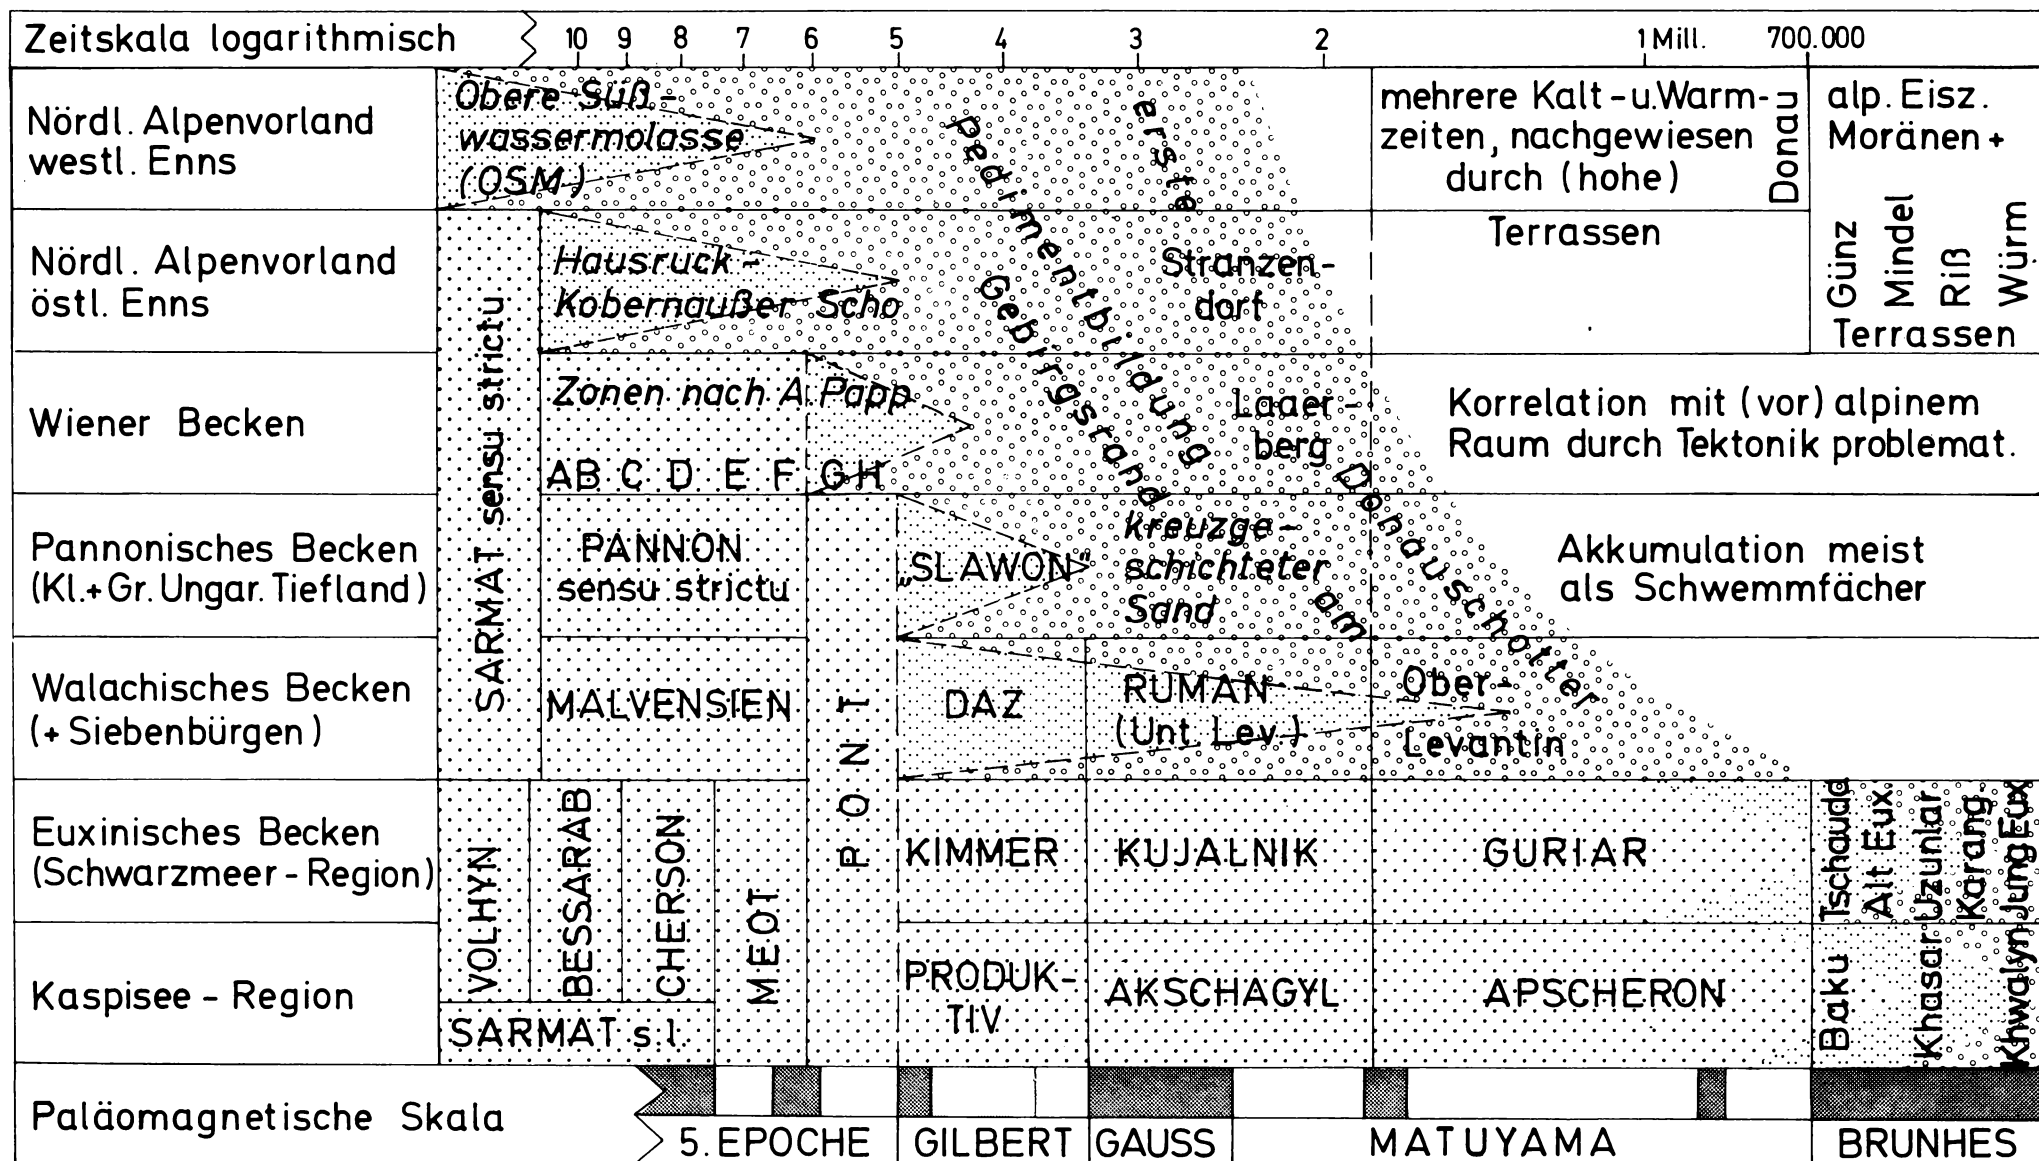 Zeitskala logarithmisch 10 9 8 7 6 5 4 3 2 1 Mill. 700.000
Nördl. Alpenvorland
westl. Enns
Obere Süß-
wassermolasse
(OSM)
erste
Pedimentbildung
Gebirgsrand
am
mehrere Kalt-u.Warm-
zeiten, nachgewiesen
durch (hohe)
Donau
alp. Eisz.
Moränen +
Nördl. Alpenvorland
östl. Enns
SARMAT sensu strictu
Hausruck-
Kobernaußer Scho
Stranzen-
dorf
Terrassen
Günz
Mindel
Riß
Würm
Terrassen
Wiener Becken
Zonen nach A. Papp
AB C D E F G H
Laaer-
berg
Donauschotter
Korrelation mit (vor) alpinem
Raum durch Tektonik problemat.
Pannonisches Becken
(Kl.+ Gr. Ungar. Tiefland)
PANNON
sensu strictu
„SLAWON"
kreuzge-
schichteter
Sand
Akkumulation meist
als Schwemmfächer
Walachisches Becken
(+ Siebenbürgen)
MALVENSIEN
PONT
DAZ
RUMAN
(Unt. Lev.)
Ober-
Levantin
Euxinisches Becken
(Schwarzmeer-Region)
VOLHYN
BESSARAB
CHERSON
MEOT
KIMMER
KUJALNIK
GURIAR
Tschauda
Alt Eux.
Uzunlar
Karang.
Jung Eux
Kaspisee-Region
SARMAT s.l.
PRODUK-
TIV
AKSCHAGYL
APSCHERON
Baku
Khasar
Khwalyn
Paläomagnetische Skala
5. EPOCHE GILBERT GAUSS MATUYAMA BRUNHES